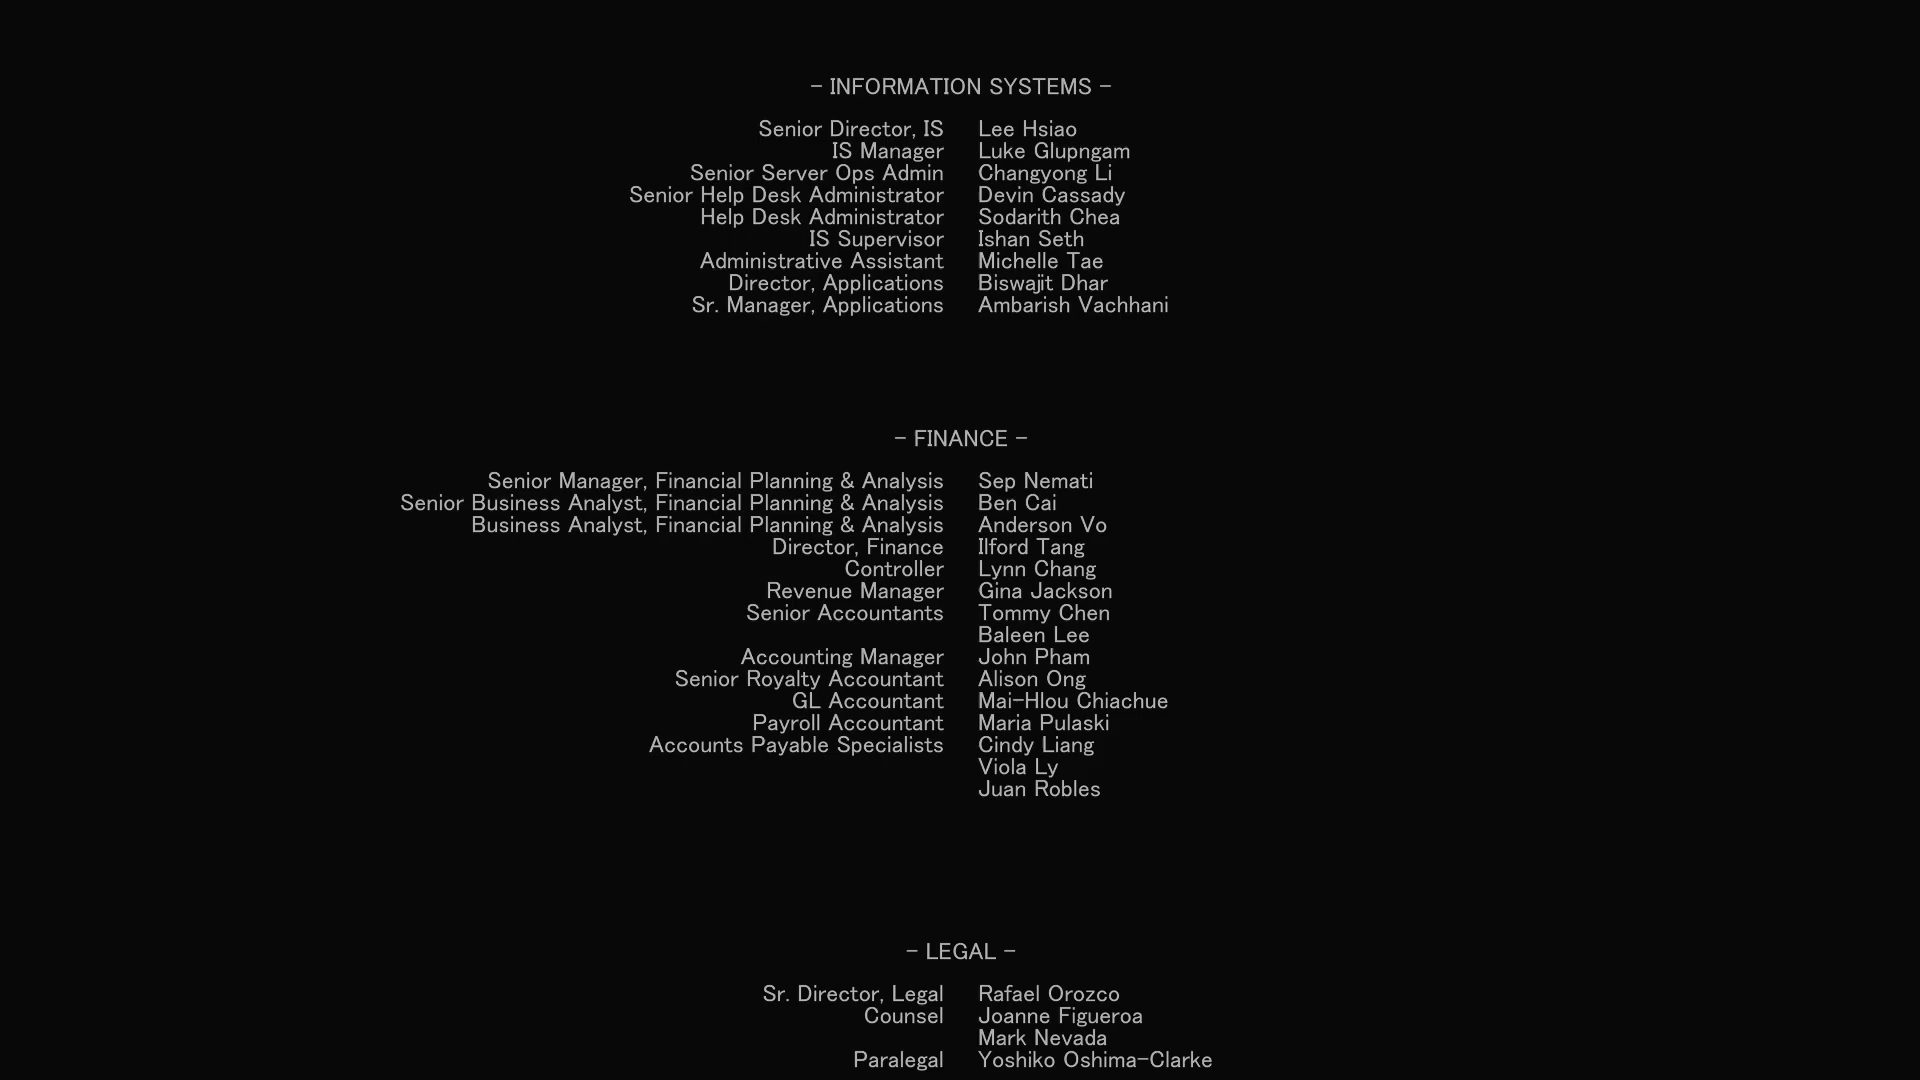 - INFORMATION SYSTEMS -
Senior Director, IS Lee Hsiao
IS Manager Luke Glupngam
Senior Server Ops Admin Changyong Li
Senior Help Desk Administrator Devin Cassady
Help Desk Administrator Sodarith Chea
IS Supervisor Ishan Seth
Administrative Assistant Michelle Tae
Director, Applications Biswajit Dhar
Sr. Manager, Applications Ambarish Vachhani
- FINANCE -
Senior Manager, Financial Planning & Analysis Sep Nemati
Senior Business Analyst, Financial Planning & Analysis Ben Cai
Business Analyst, Financial Planning & Analysis Anderson Vo
Director, Finance Ilford Tang
Controller Lynn Chang
Revenue Manager Gina Jackson
Senior Accountants Tommy Chen
Baleen Lee
Accounting Manager John Pham
Senior Royalty Accountant Alison Ong
GL Accountant Mai-Hlou Chiachue
Payroll Accountant Maria Pulaski
Accounts Payable Specialists Cindy Liang
Viola Ly
Juan Robles
- LEGAL -
Sr. Director, Legal Rafael Orozco
Counsel Joanne Figueroa
Mark Nevada
Paralegal Yoshiko Oshima-Clarke